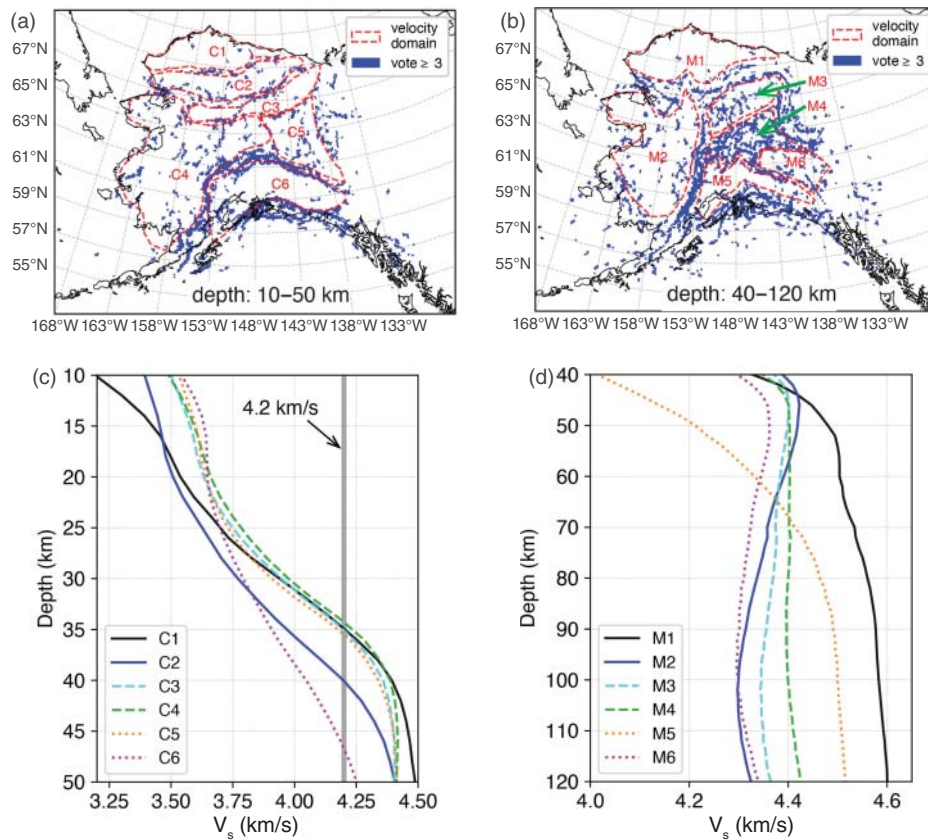 (a)
velocity
domain
vote ≥ 3
67°N
65°N
63°N
61°N
59°N
57°N
55°N
C1
C2
C3
C5
C4
C6
depth: 10–50 km
168°W 163°W 158°W 153°W 148°W 143°W 138°W 133°W
(b)
velocity
domain
vote ≥ 3
67°N
65°N
63°N
61°N
59°N
57°N
55°N
M1
M3
M4
M2
M6
M5
depth: 40–120 km
168°W 163°W 158°W 153°W 148°W 143°W 138°W 133°W
(c)
10
15
20
25
30
35
40
45
50
Depth (km)
4.2 km/s
C1
C2
C3
C4
C5
C6
3.25 3.50 3.75 4.00 4.25 4.50
Vs (km/s)
(d)
40
50
60
70
80
90
100
110
120
Depth (km)
M1
M2
M3
M4
M5
M6
4.0 4.2 4.4 4.6
Vs (km/s)